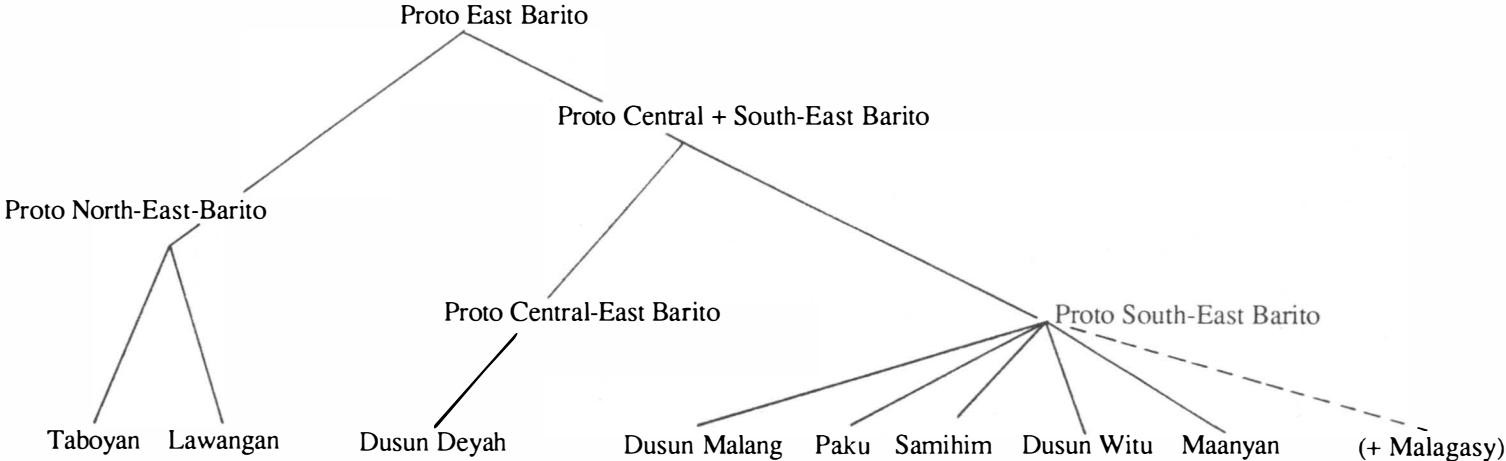 Proto East Barito
Proto Central + South-East Barito
Proto North-East-Barito
Proto Central-East Barito
Proto South-East Barito
Taboyan Lawangan Dusun Deyah Dusun Malang Paku Samihim Dusun Witu Maanyan (+ Malagasy)